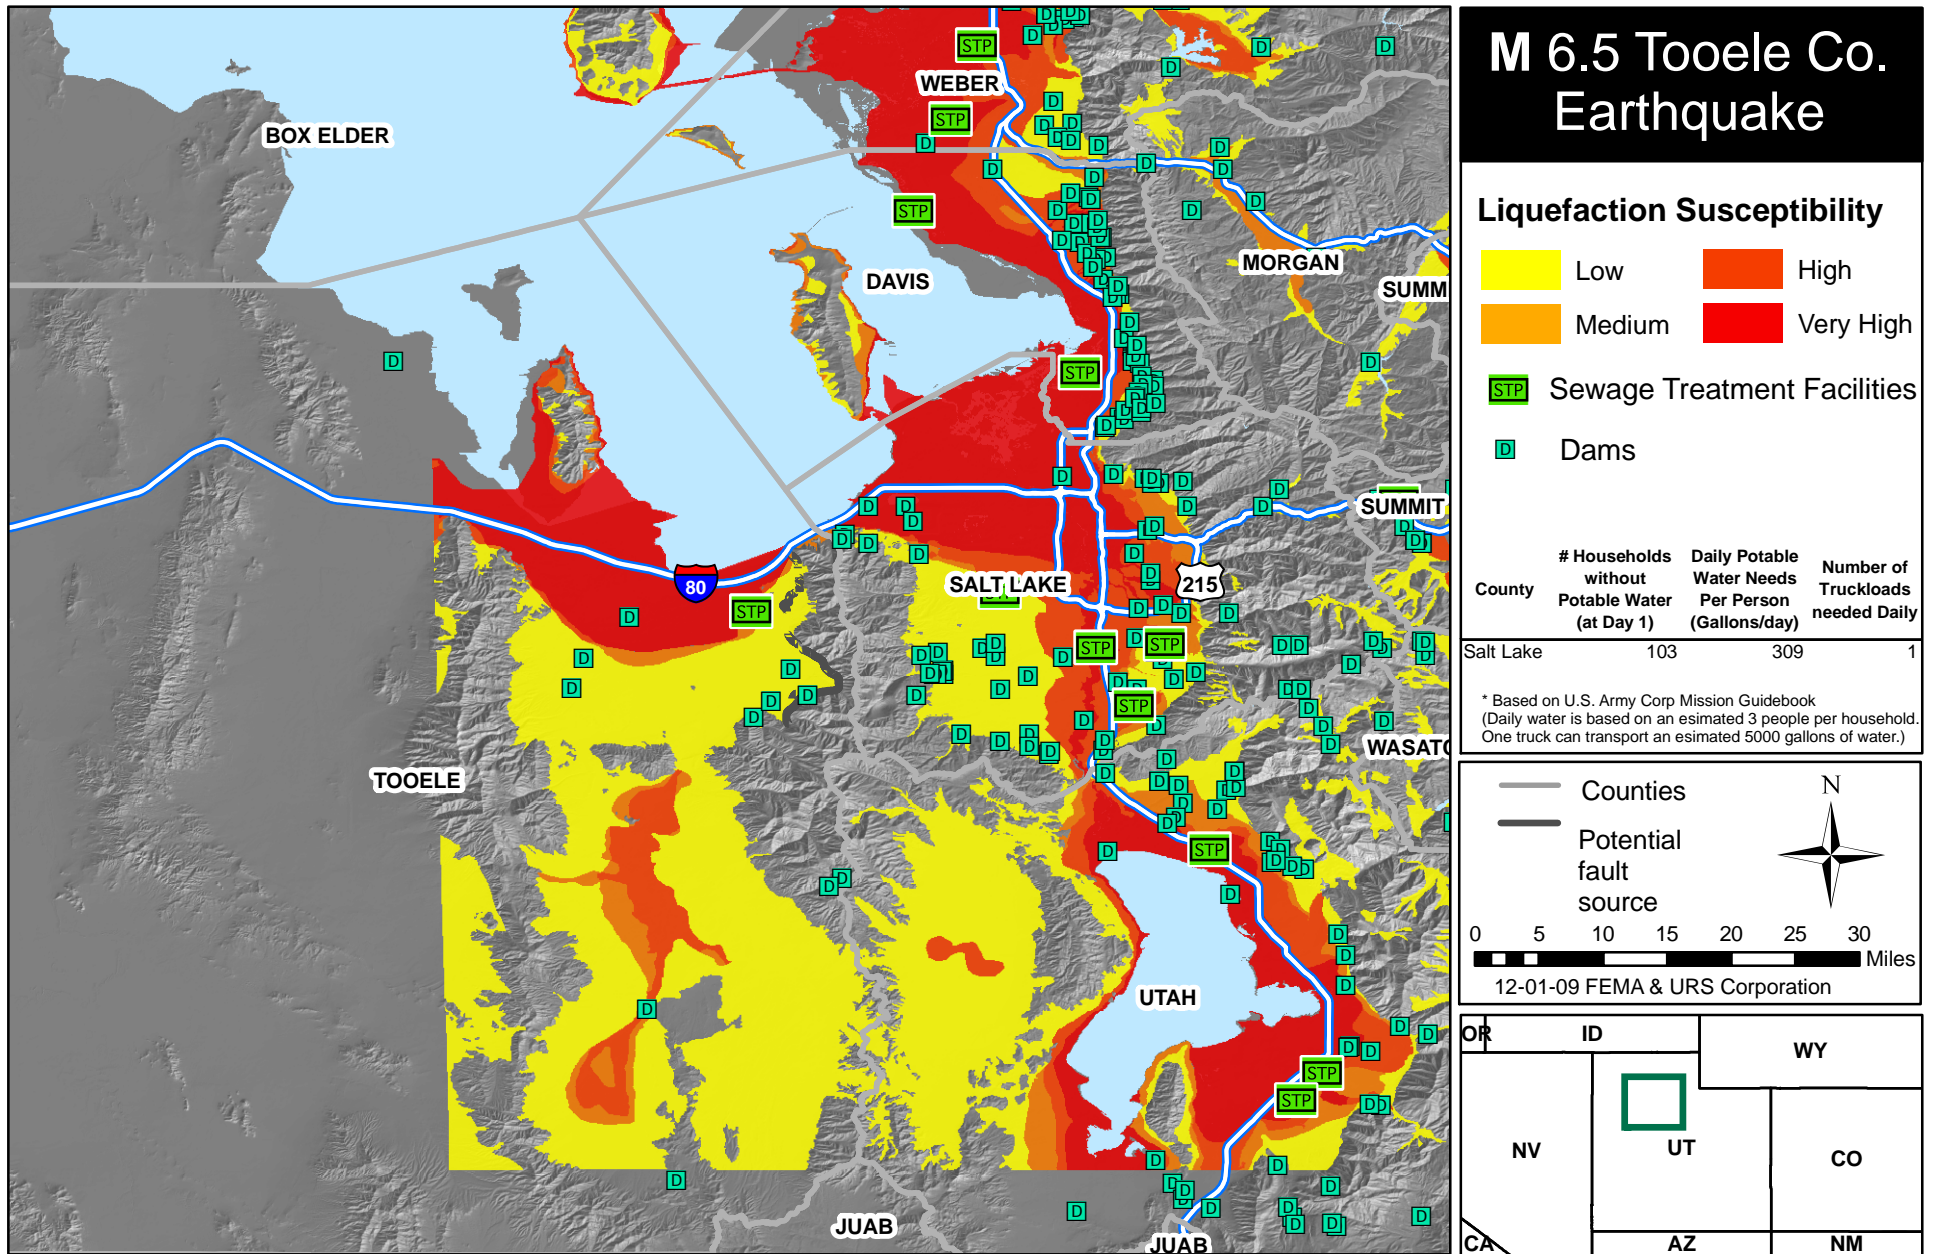 M 6.5 Tooele Co.
Earthquake
Liquefaction Susceptibility
Low
High
Medium
Very High
STP
Sewage Treatment Facilities
D
Dams
County
# Households without Potable Water (at Day 1)
Daily Potable Water Needs Per Person (Gallons/day)
Number of Truckloads needed Daily
Salt Lake 103 309 1
* Based on U.S. Army Corp Mission Guidebook
(Daily water is based on an esimated 3 people per household.
One truck can transport an esimated 5000 gallons of water.)
Counties
Potential
fault
source
N
0 5 10 15 20 25 30
Miles
12-01-09 FEMA & URS Corporation
OR
ID
WY
NV
UT
CO
CA
AZ
NM
WEBER
BOX ELDER
DAVIS
MORGAN
SUMM
SUMMIT
SALT LAKE
80
215
TOOELE
WASATC
UTAH
JUAB
JUAB